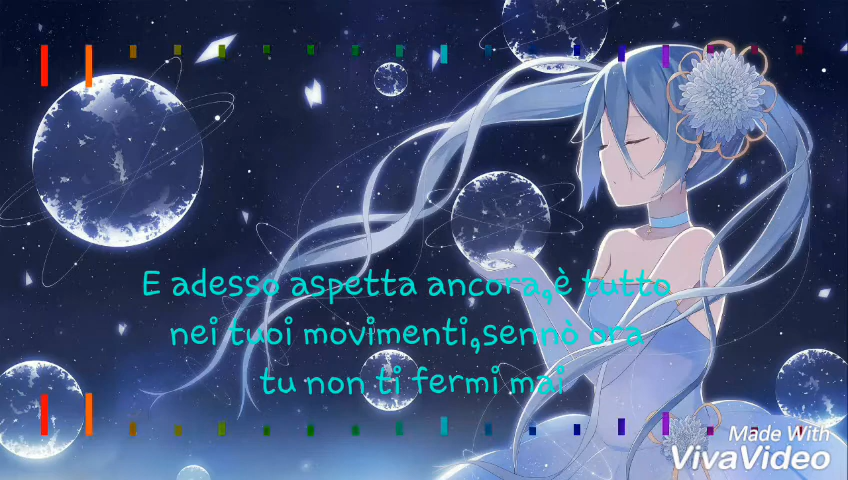 E adesso aspetta ancora,è tutto
nei tuoi movimenti,sennò ora
tu non ti fermi mai
Made With
VivaVideo